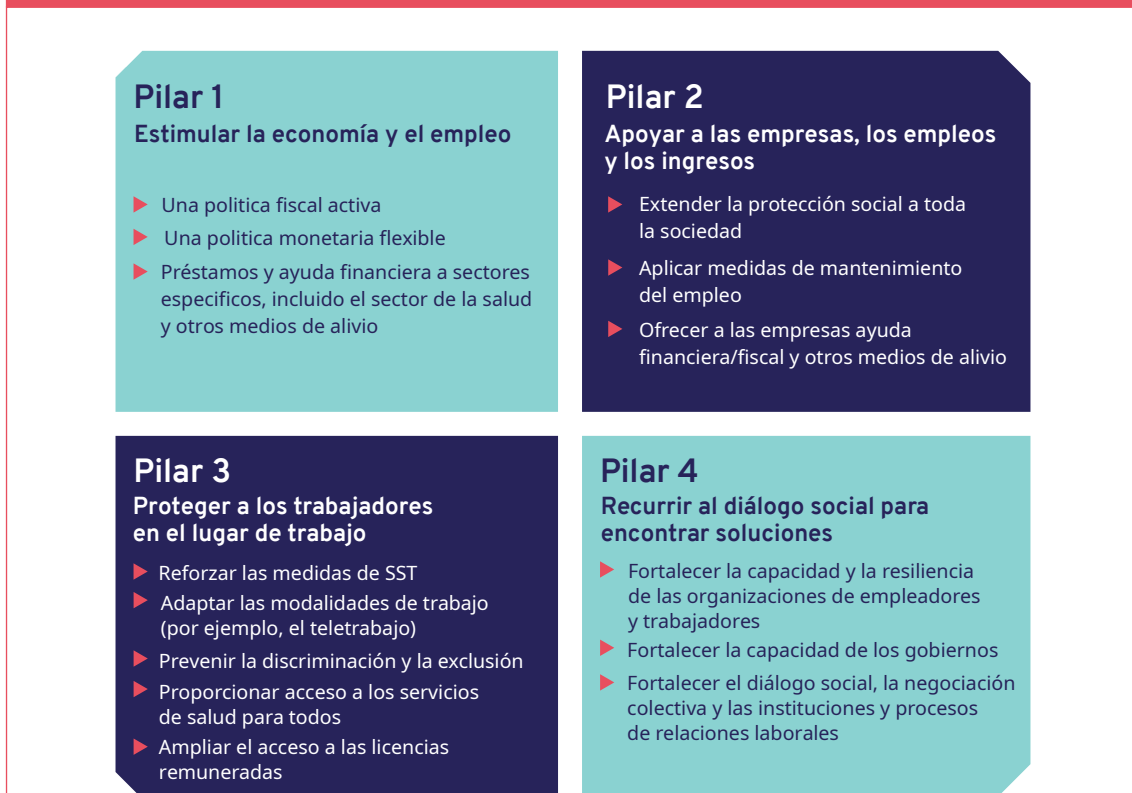 Pilar 1
Estimular la economía y el empleo
Una politica fiscal activa
Una politica monetaria flexible
Préstamos y ayuda financiera a sectores
especificos, incluido el sector de la salud
y otros medios de alivio
Pilar 2
Apoyar a las empresas, los empleos
y los ingresos
Extender la protección social a toda
la sociedad
Aplicar medidas de mantenimiento
del empleo
Ofrecer a las empresas ayuda
financiera/fiscal y otros medios de alivio
Pilar 3
Proteger a los trabajadores
en el lugar de trabajo
Reforzar las medidas de SST
Adaptar las modalidades de trabajo
(por ejemplo, el teletrabajo)
Prevenir la discriminación y la exclusión
Proporcionar acceso a los servicios
de salud para todos
Ampliar el acceso a las licencias
remuneradas
Pilar 4
Recurrir al diálogo social para
encontrar soluciones
Fortalecer la capacidad y la resiliencia
de las organizaciones de empleadores
y trabajadores
Fortalecer la capacidad de los gobiernos
Fortalecer el diálogo social, la negociación
colectiva y las instituciones y procesos
de relaciones laborales